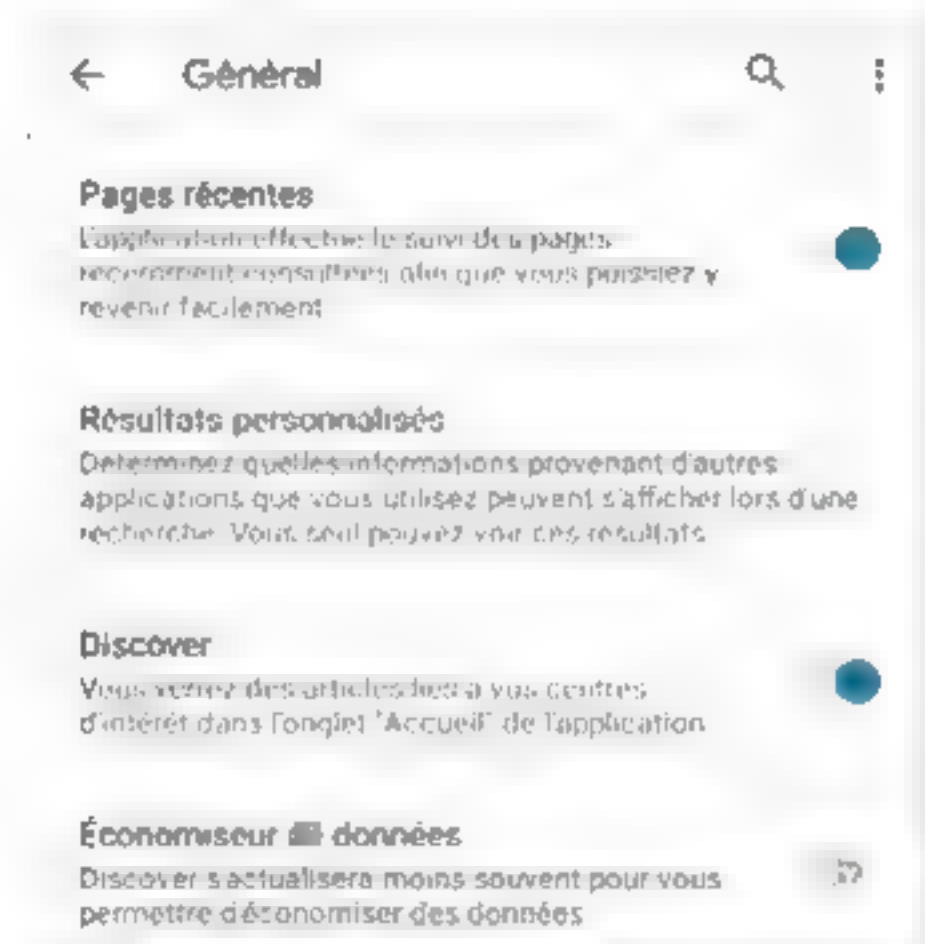 Général
Pages récentes
L'application effectue le suivi des pages
récemment consultées afin que vous puissiez y
revenir facilement
Résultats personnalisés
Déterminez quelles informations provenant d'autres
applications que vous utilisez peuvent s'afficher lors d'une
recherche. Vous seul pouvez voir ces résultats
Discover
Vous verrez des articles liés à vos centres
d'intérêt dans l'onglet "Accueil" de l'application
Économiseur de données
Discover s'actualisera moins souvent pour vous
permettre d'économiser des données